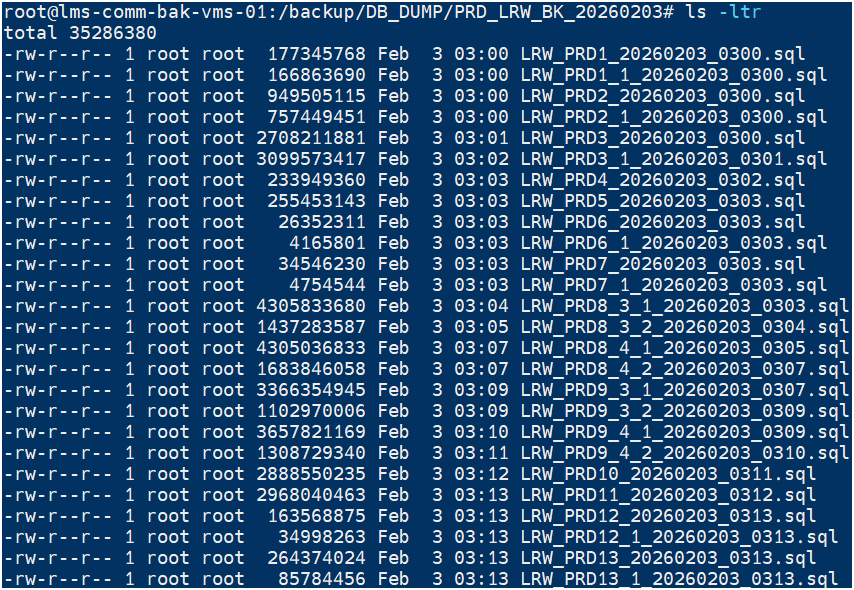 root@lms-comm-bak-vms-01:/backup/DB_DUMP/PRD_LRW_BK_20260203# ls -ltr
total 35286380
-rw-r--r-- 1 root root  177345768 Feb  3 03:00 LRW_PRD1_20260203_0300.sql
-rw-r--r-- 1 root root  166863690 Feb  3 03:00 LRW_PRD1_1_20260203_0300.sql
-rw-r--r-- 1 root root  949505115 Feb  3 03:00 LRW_PRD2_20260203_0300.sql
-rw-r--r-- 1 root root  757449451 Feb  3 03:00 LRW_PRD2_1_20260203_0300.sql
-rw-r--r-- 1 root root 2708211881 Feb  3 03:01 LRW_PRD3_20260203_0300.sql
-rw-r--r-- 1 root root 3099573417 Feb  3 03:02 LRW_PRD3_1_20260203_0301.sql
-rw-r--r-- 1 root root  233949360 Feb  3 03:03 LRW_PRD4_20260203_0302.sql
-rw-r--r-- 1 root root  255453143 Feb  3 03:03 LRW_PRD5_20260203_0303.sql
-rw-r--r-- 1 root root   26352311 Feb  3 03:03 LRW_PRD6_20260203_0303.sql
-rw-r--r-- 1 root root    4165801 Feb  3 03:03 LRW_PRD6_1_20260203_0303.sql
-rw-r--r-- 1 root root   34546230 Feb  3 03:03 LRW_PRD7_20260203_0303.sql
-rw-r--r-- 1 root root    4754544 Feb  3 03:03 LRW_PRD7_1_20260203_0303.sql
-rw-r--r-- 1 root root 4305833680 Feb  3 03:04 LRW_PRD8_3_1_20260203_0303.sql
-rw-r--r-- 1 root root 1437283587 Feb  3 03:05 LRW_PRD8_3_2_20260203_0304.sql
-rw-r--r-- 1 root root 4305036833 Feb  3 03:07 LRW_PRD8_4_1_20260203_0305.sql
-rw-r--r-- 1 root root 1683846058 Feb  3 03:07 LRW_PRD8_4_2_20260203_0307.sql
-rw-r--r-- 1 root root 3366354945 Feb  3 03:09 LRW_PRD9_3_1_20260203_0307.sql
-rw-r--r-- 1 root root 1102970006 Feb  3 03:09 LRW_PRD9_3_2_20260203_0309.sql
-rw-r--r-- 1 root root 3657821169 Feb  3 03:10 LRW_PRD9_4_1_20260203_0309.sql
-rw-r--r-- 1 root root 1308729340 Feb  3 03:11 LRW_PRD9_4_2_20260203_0310.sql
-rw-r--r-- 1 root root 2888550235 Feb  3 03:12 LRW_PRD10_20260203_0311.sql
-rw-r--r-- 1 root root 2968040463 Feb  3 03:13 LRW_PRD11_20260203_0312.sql
-rw-r--r-- 1 root root  163568875 Feb  3 03:13 LRW_PRD12_20260203_0313.sql
-rw-r--r-- 1 root root   34998263 Feb  3 03:13 LRW_PRD12_1_20260203_0313.sql
-rw-r--r-- 1 root root  264374024 Feb  3 03:13 LRW_PRD13_20260203_0313.sql
-rw-r--r-- 1 root root   85784456 Feb  3 03:13 LRW_PRD13_1_20260203_0313.sql